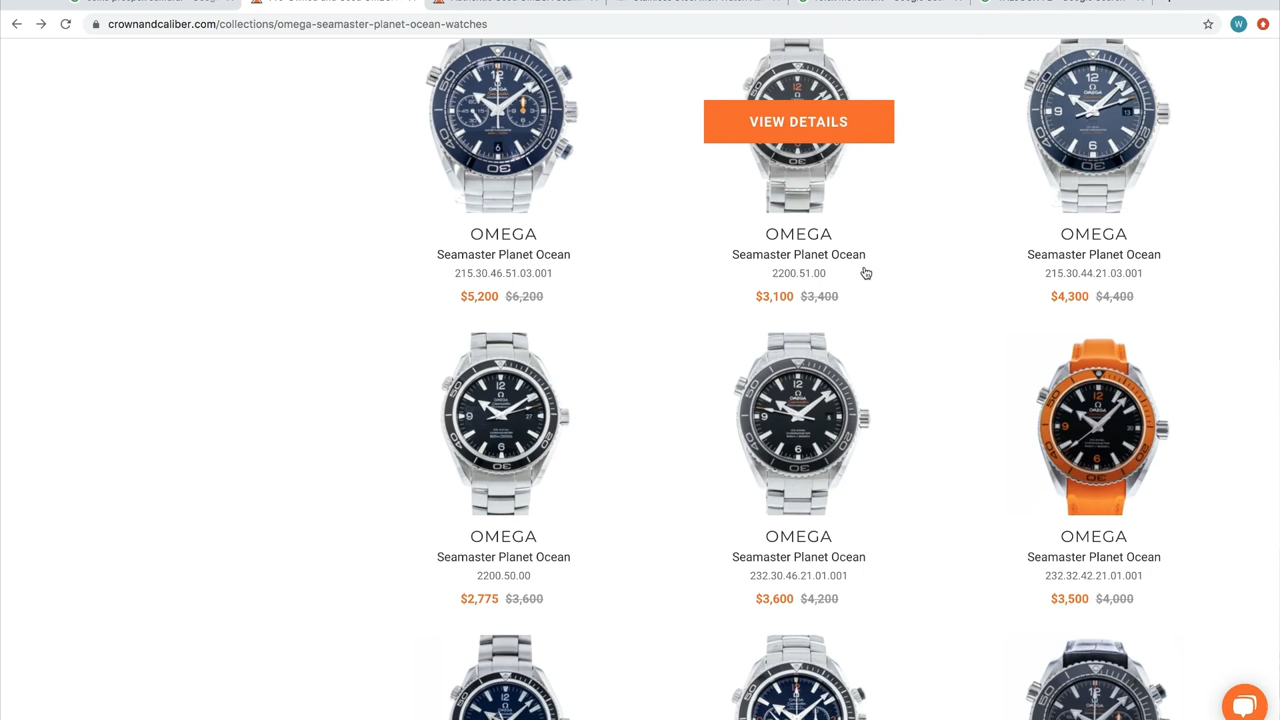 crownandcaliber.com/collections/omega-seamaster-planet-ocean-watches
W
VIEW DETAILS
OMEGA
Seamaster Planet Ocean
215.30.46.51.03.001
$5,200 $6,200
OMEGA
Seamaster Planet Ocean
2200.51.00
$3,100 $3,400
OMEGA
Seamaster Planet Ocean
215.30.44.21.03.001
$4,300 $4,400
OMEGA
Seamaster Planet Ocean
2200.50.00
$2,775 $3,600
OMEGA
Seamaster Planet Ocean
232.30.46.21.01.001
$3,600 $4,200
OMEGA
Seamaster Planet Ocean
232.32.42.21.01.001
$3,500 $4,000